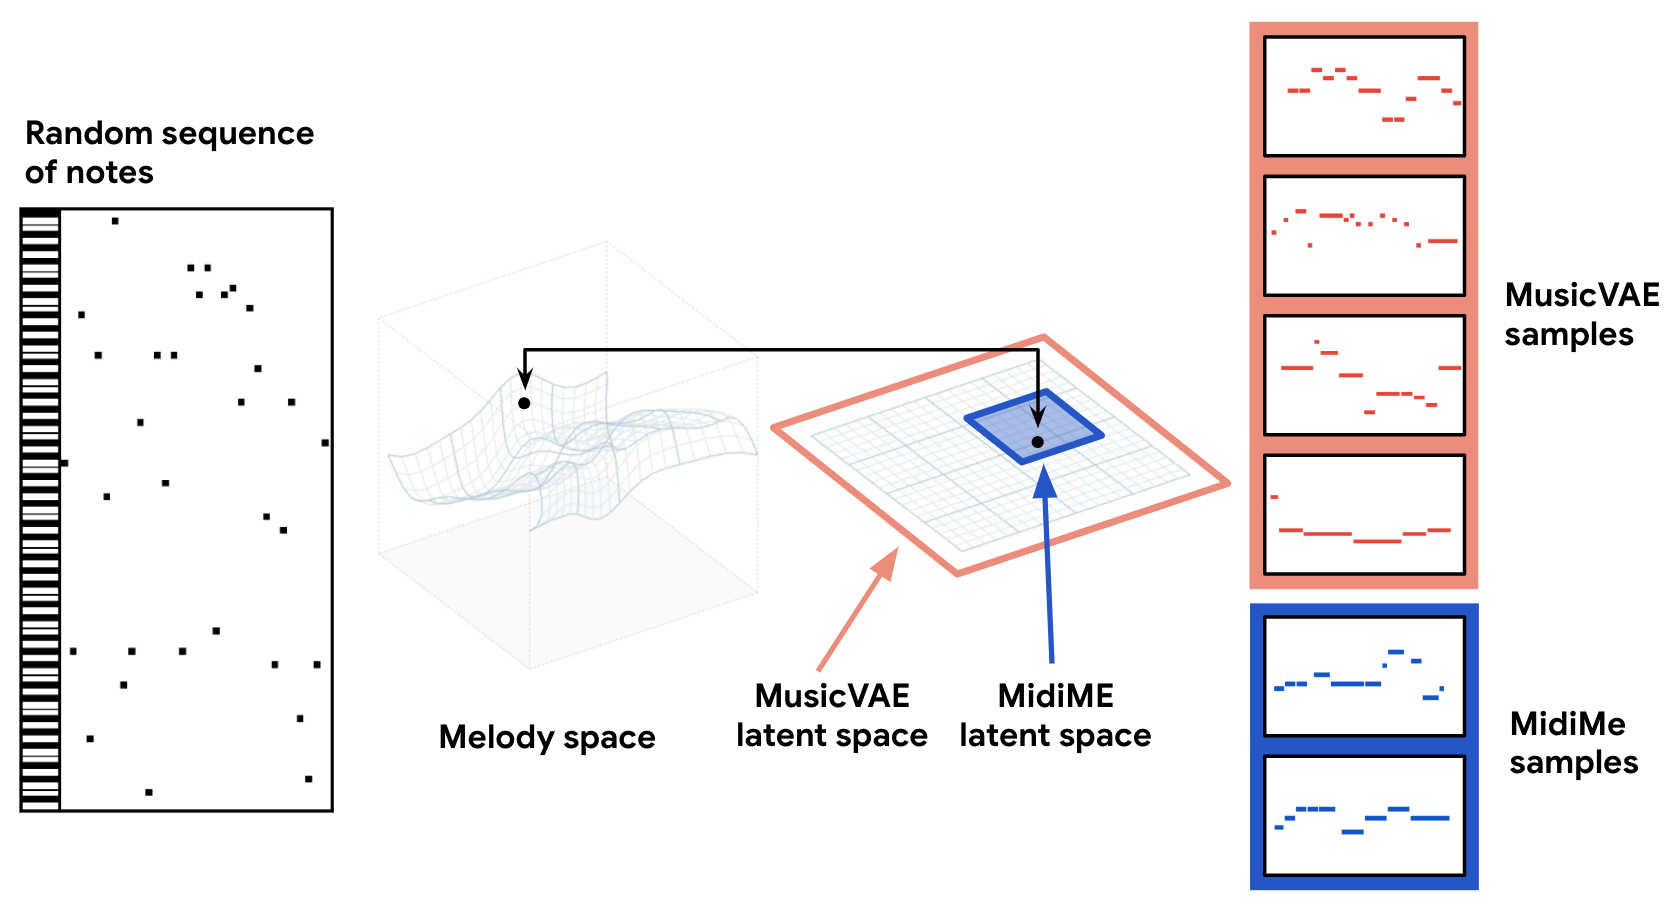 Random sequence
of notes
Melody space
MusicVAE
latent space
MidiME
latent space
MusicVAE
samples
MidiMe
samples